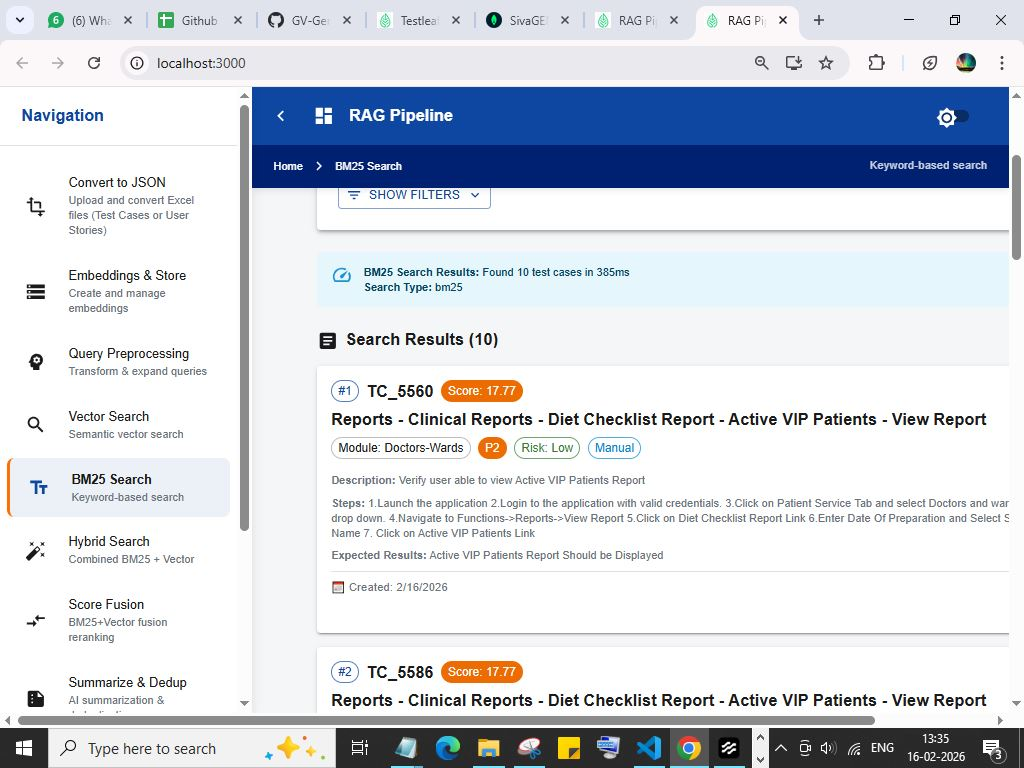 6
(6) Wha
Github
GV-Ge
Testlea
SivaGE
RAG Pi
RAG Pi
localhost:3000
Navigation
Convert to JSON
Upload and convert Excel
files (Test Cases or User
Stories)
Embeddings & Store
Create and manage
embeddings
Query Preprocessing
Transform & expand queries
Vector Search
Semantic vector search
BM25 Search
Keyword-based search
Hybrid Search
Combined BM25 + Vector
Score Fusion
BM25+Vector fusion
reranking
Summarize & Dedup
AI summarization &
RAG Pipeline
Home
BM25 Search
Keyword-based search
SHOW FILTERS
BM25 Search Results: Found 10 test cases in 385ms
Search Type: bm25
Search Results (10)
#1 TC_5560 Score: 17.77
Reports - Clinical Reports - Diet Checklist Report - Active VIP Patients - View Report
Module: Doctors-Wards P2 Risk: Low Manual
Description: Verify user able to view Active VIP Patients Report
Steps: 1.Launch the application 2.Login to the application with valid credentials. 3.Click on Patient Service Tab and select Doctors and war
drop down. 4.Navigate to Functions->Reports->View Report 5.Click on Diet Checklist Report Link 6.Enter Date Of Preparation and Select S
Name 7. Click on Active VIP Patients Link
Expected Results: Active VIP Patients Report Should be Displayed
Created: 2/16/2026
#2 TC_5586 Score: 17.77
Reports - Clinical Reports - Diet Checklist Report - Active VIP Patients - View Report
Type here to search
ENG
13:35
16-02-2026
3